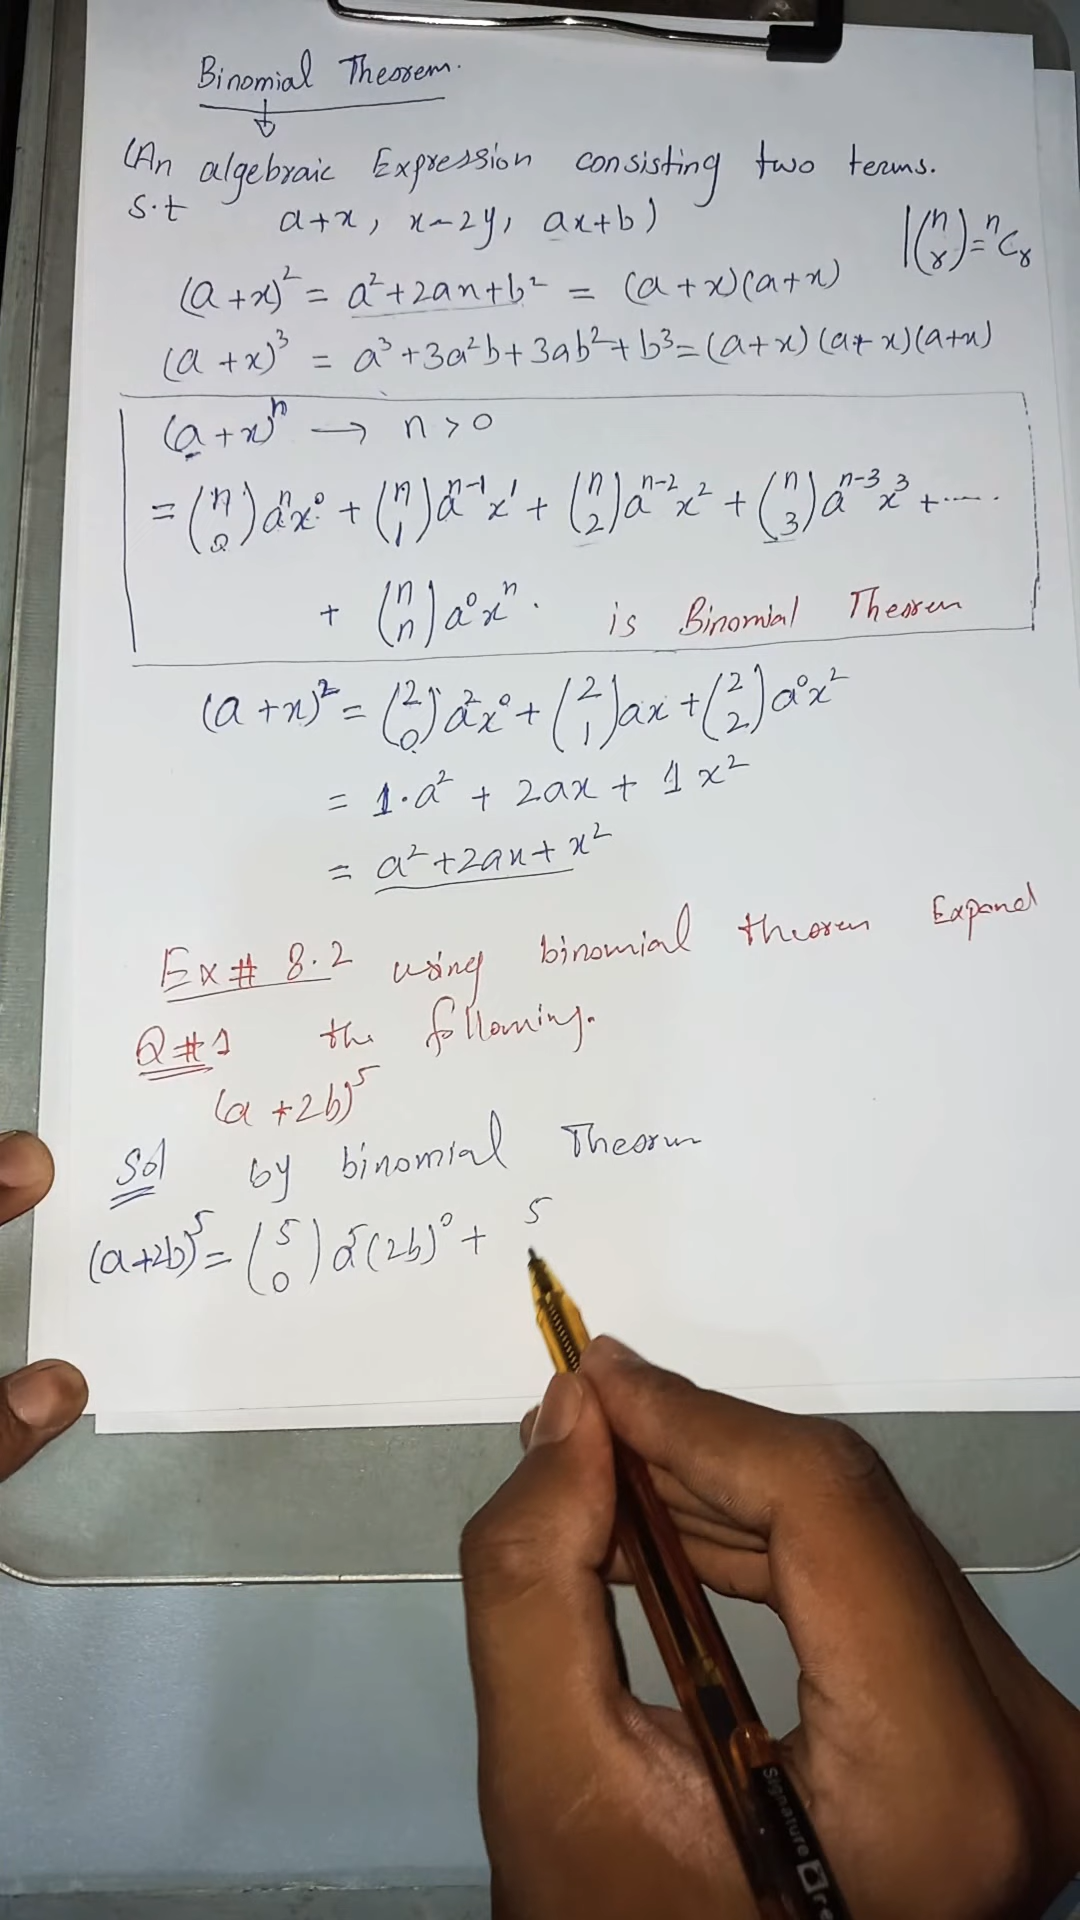 Binomial Theorem.
(An algebraic Expression consisting two terms.
s.t a+x, x-2y, ax+b)
|(n r) = ⁿCᵣ
(a+x)² = a²+2ax+b² = (a+x)(a+x)
(a+x)³ = a³+3a²b+3ab²+b³=(a+x)(a+x)(a+x)
(a+x)ⁿ → n>0
= (n 0)aⁿx⁰ + (n 1)aⁿ⁻¹x¹ + (n 2)aⁿ⁻²x² + (n 3)aⁿ⁻³x³ + .....
+ (n n)a⁰xⁿ. is Binomial Theorem
(a+x)² = (2 0)a²x⁰ + (2 1)ax + (2 2)a⁰x²
= 1·a² + 2ax + 1x²
= a²+2ax+x²
Ex# 8.2 using binomial theorem Expand
Q#1 the following.
(a+2b)⁵
Sol by binomial Theorem
(a+2b)⁵ = (5 0)a⁵(2b)⁰ + 5
Signature